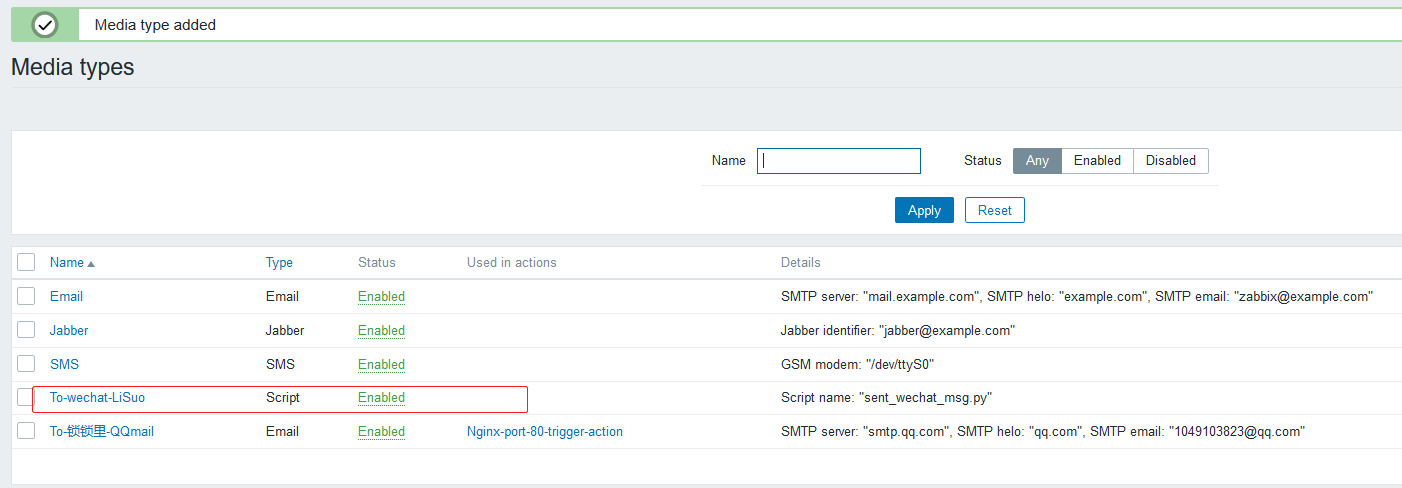 Media type added
Media types
Name Status Any Enabled Disabled
Apply Reset
Name Type Status Used in actions Details
Email Email Enabled SMTP server: "mail.example.com", SMTP helo: "example.com", SMTP email: "zabbix@example.com"
Jabber Jabber Enabled Jabber identifier: "jabber@example.com"
SMS SMS Enabled GSM modem: "/dev/ttyS0"
To-wechat-LiSuo Script Enabled Script name: "sent_wechat_msg.py"
To-锁锁里-QQmail Email Enabled Nginx-port-80-trigger-action SMTP server: "smtp.qq.com", SMTP helo: "qq.com", SMTP email: "1049103823@qq.com"